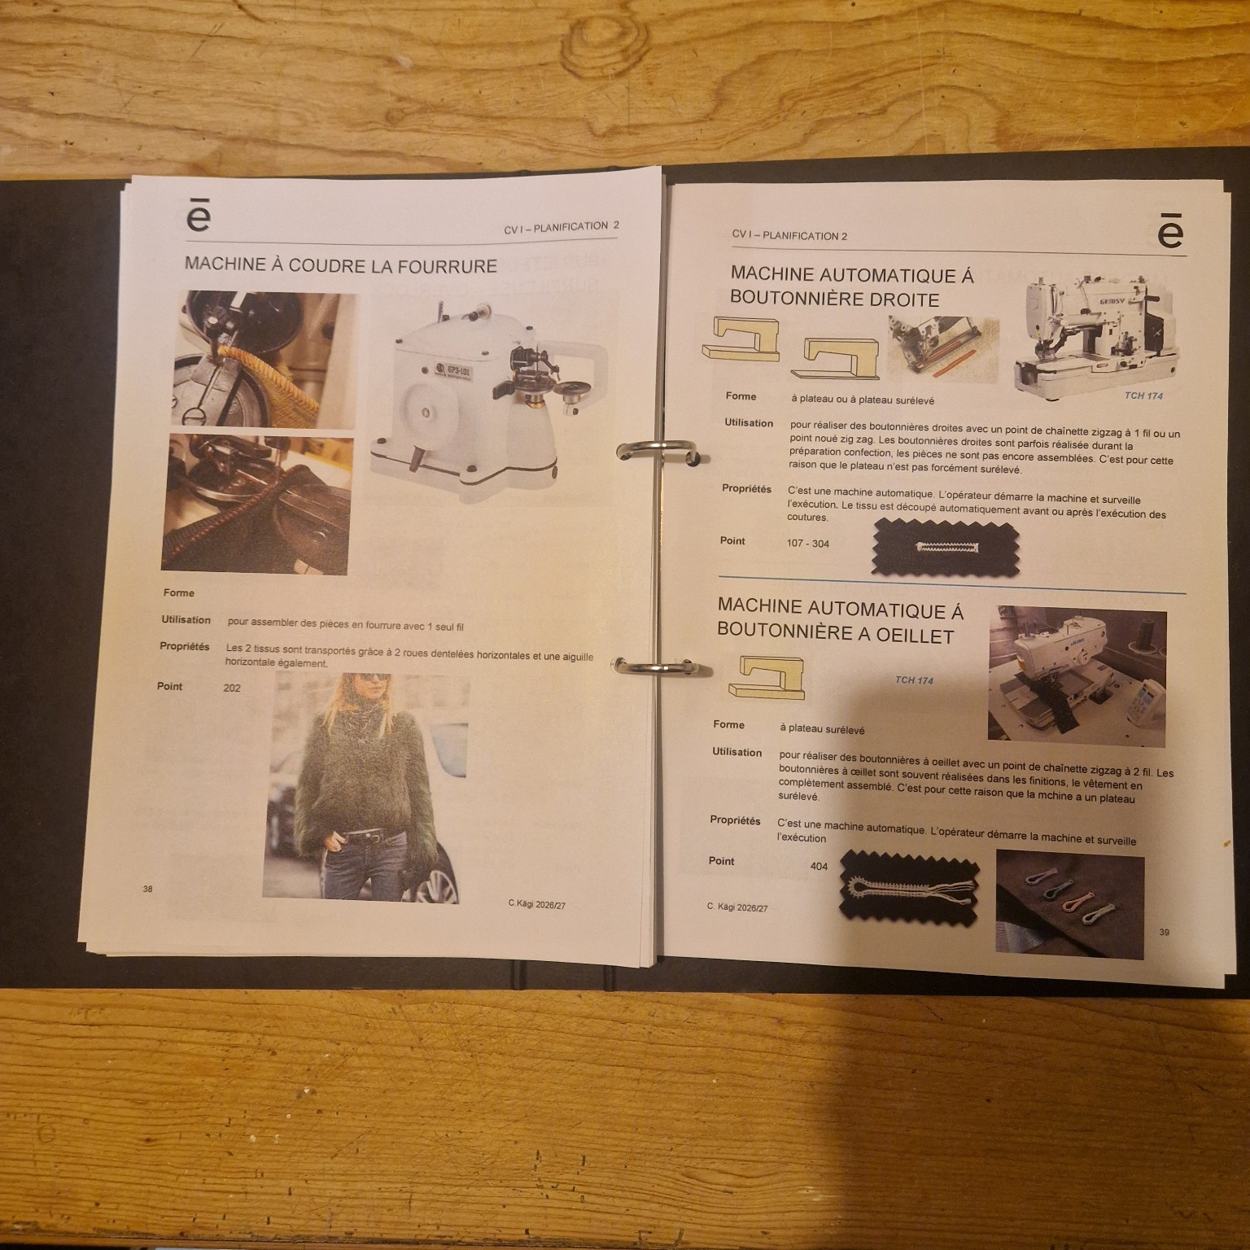 ē
CV I – PLANIFICATION 2
MACHINE À COUDRE LA FOURRURE
GP3-101
Forme
Utilisation pour assembler des pièces en fourrure avec 1 seul fil
Propriétés Les 2 tissus sont transportés grâce à 2 roues dentelées horizontales et une aiguille
horizontale également.
Point 202
38
C.Kägi 2026/27
CV I – PLANIFICATION 2
ē
MACHINE AUTOMATIQUE Á
BOUTONNIÈRE DROITE
GEMSY
TCH 174
Forme à plateau ou à plateau surélevé
Utilisation pour réaliser des boutonnières droites avec un point de chaînette zigzag à 1 fil ou un
point noué zig zag. Les boutonnières droites sont parfois réalisée durant la
préparation confection, les pièces ne sont pas encore assemblées. C'est pour cette
raison que le plateau n'est pas forcément surélevé.
Propriétés C'est une machine automatique. L'opérateur démarre la machine et surveille
l'exécution. Le tissu est découpé automatiquement avant ou après l'exécution des
coutures.
Point 107 - 304
MACHINE AUTOMATIQUE Á
BOUTONNIÈRE A OEILLET
TCH 174
Forme à plateau surélevé
Utilisation pour réaliser des boutonnières à oeillet avec un point de chaînette zigzag à 2 fil. Les
boutonnières à œillet sont souvent réalisées dans les finitions, le vêtement en
complètement assemblé. C'est pour cette raison que la mchine a un plateau
surélevé.
Propriétés C'est une machine automatique. L'opérateur démarre la machine et surveille
l'exécution
Point 404
C. Kägi 2026/27
39